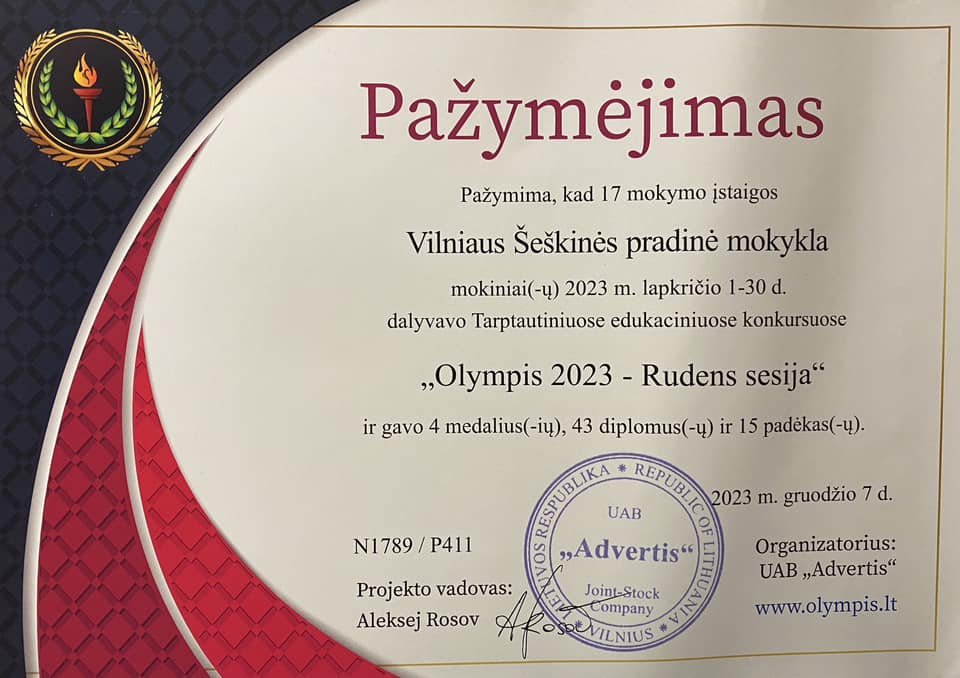 Pažymėjimas
Pažymima, kad 17 mokymo įstaigos
Vilniaus Šeškinės pradinė mokykla
mokiniai(-ų) 2023 m. lapkričio 1-30 d.
dalyvavo Tarptautiniuose edukaciniuose konkursuose
„Olympis 2023 - Rudens sesija“
ir gavo 4 medalius(-ių), 43 diplomus(-ų) ir 15 padėkas(-ų).
2023 m. gruodžio 7 d.
LIETUVOS RESPUBLIKA * REPUBLIC OF LITHUANIA * VILNIUS *
UAB
„Advertis“
Joint-Stock
Company
N1789 / P411
Projekto vadovas:
Aleksej Rosov
A Rosov
Organizatorius:
UAB „Advertis“
www.olympis.lt